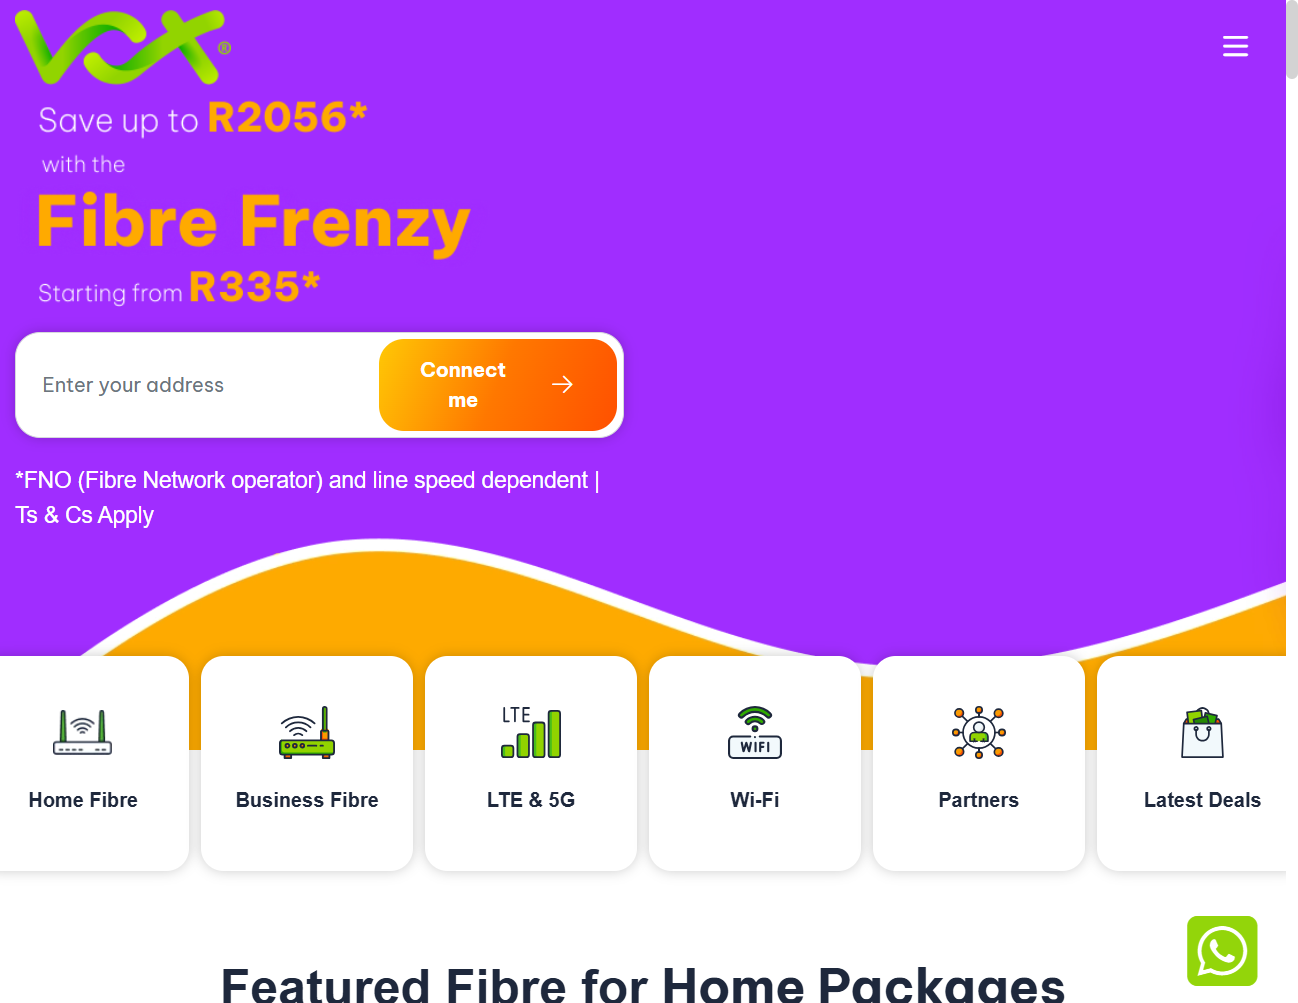 vox®
Save up to R2056*
with the
Fibre Frenzy
Starting from R335*
Enter your address
Connect
me
*FNO (Fibre Network operator) and line speed dependent |
Ts & Cs Apply
LTE
WIFI
Home Fibre
Business Fibre
LTE & 5G
Wi-Fi
Partners
Latest Deals
Featured Fibre for Home Packages